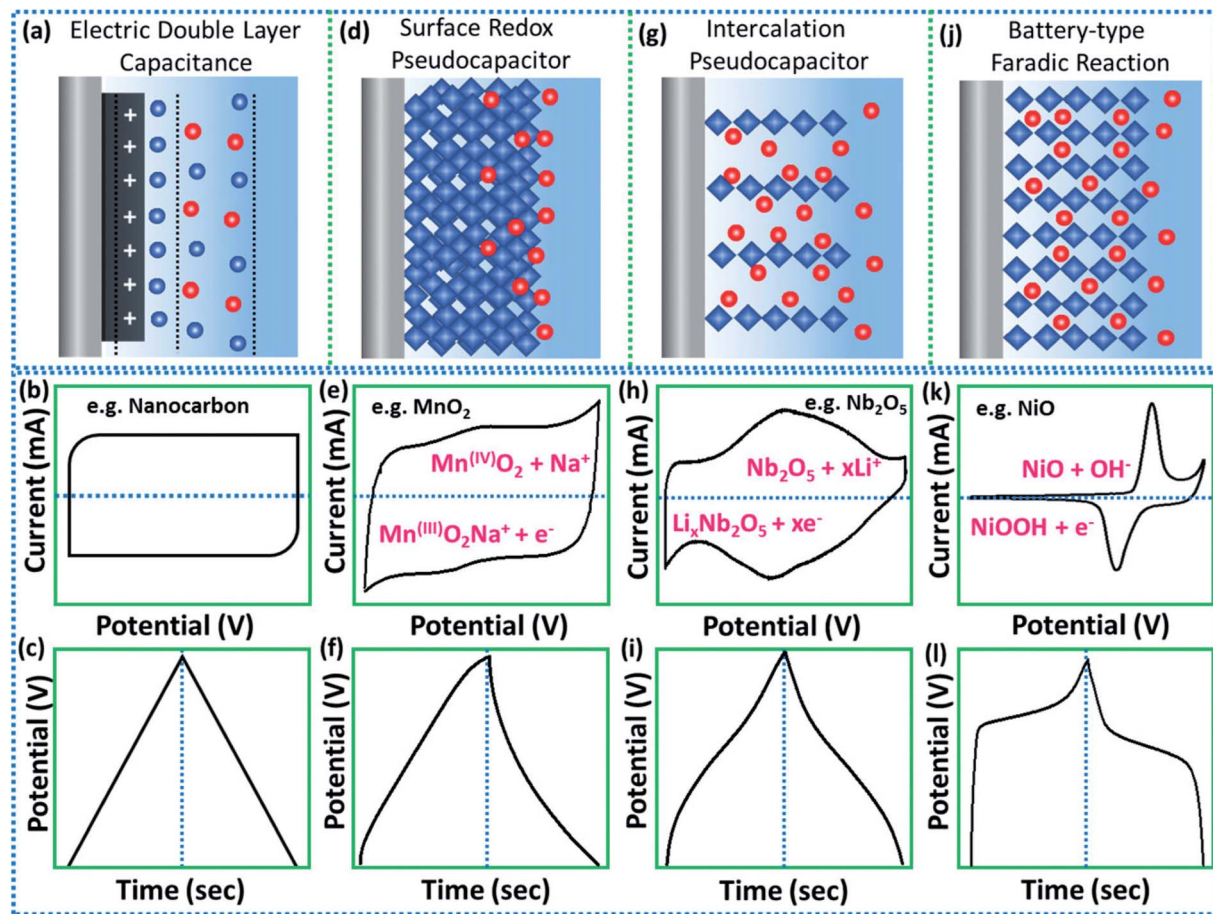 (a) Electric Double Layer
Capacitance
+
+
+
+
+
+
+
(d) Surface Redox
Pseudocapacitor
(g) Intercalation
Pseudocapacitor
(j) Battery-type
Faradic Reaction
(b) e.g. Nanocarbon
Current (mA)
Potential (V)
(e) e.g. MnO₂
Current (mA)
Mn⁽ᴵⱽ⁾O₂ + Na⁺
Mn⁽ᴵᴵᴵ⁾O₂Na⁺ + e⁻
Potential (V)
(h) e.g. Nb₂O₅
Current (mA)
Nb₂O₅ + xLi⁺
LiₓNb₂O₅ + xe⁻
Potential (V)
(k) e.g. NiO
Current (mA)
NiO + OH⁻
NiOOH + e⁻
Potential (V)
(c)
Potential (V)
Time (sec)
(f)
Potential (V)
Time (sec)
(i)
Potential (V)
Time (sec)
(l)
Potential (V)
Time (sec)